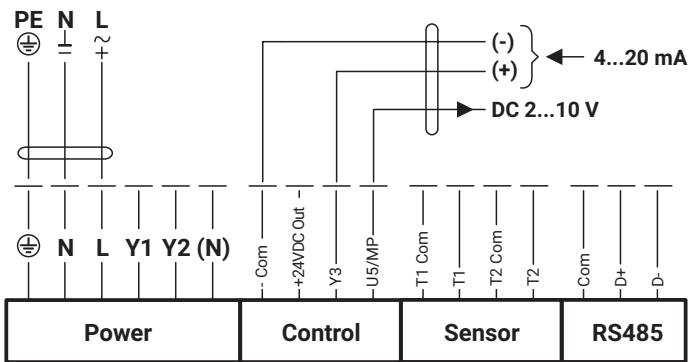 PE N L
(-)
(+)
4...20 mA
DC 2...10 V
N L Y1 Y2 (N)
- Com
+24VDC Out -
Y3
U5/MP
T1 Com
T1
T2 Com
T2
Com
D+
D-
Power
Control
Sensor
RS485